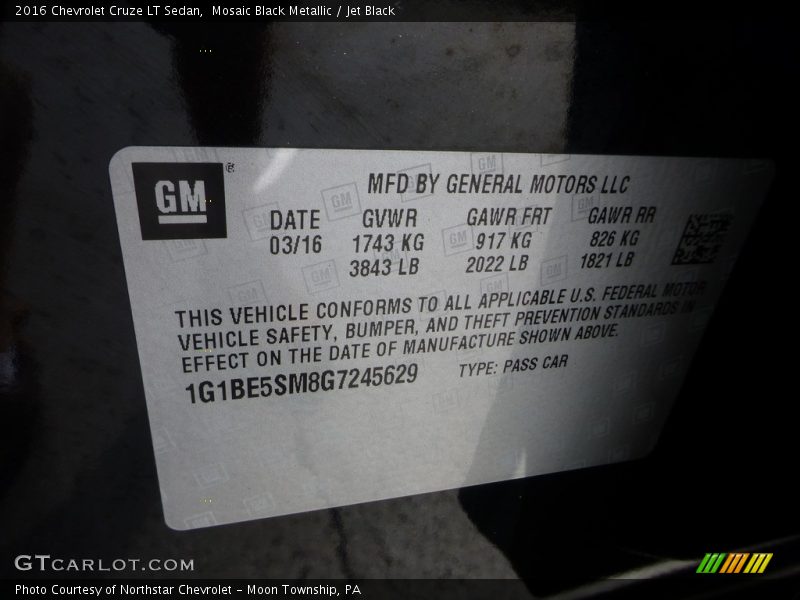 2016 Chevrolet Cruze LT Sedan,  Mosaic Black Metallic / Jet Black
GM
MFD BY GENERAL MOTORS LLC
DATE GVWR GAWR FRT GAWR RR
03/16 1743 KG 917 KG 826 KG
3843 LB 2022 LB 1821 LB
THIS VEHICLE CONFORMS TO ALL APPLICABLE U.S. FEDERAL MOTOR
VEHICLE SAFETY, BUMPER, AND THEFT PREVENTION STANDARDS IN
EFFECT ON THE DATE OF MANUFACTURE SHOWN ABOVE.
1G1BE5SM8G7245629 TYPE: PASS CAR
GTCARLOT.COM
Photo Courtesy of Northstar Chevrolet - Moon Township, PA